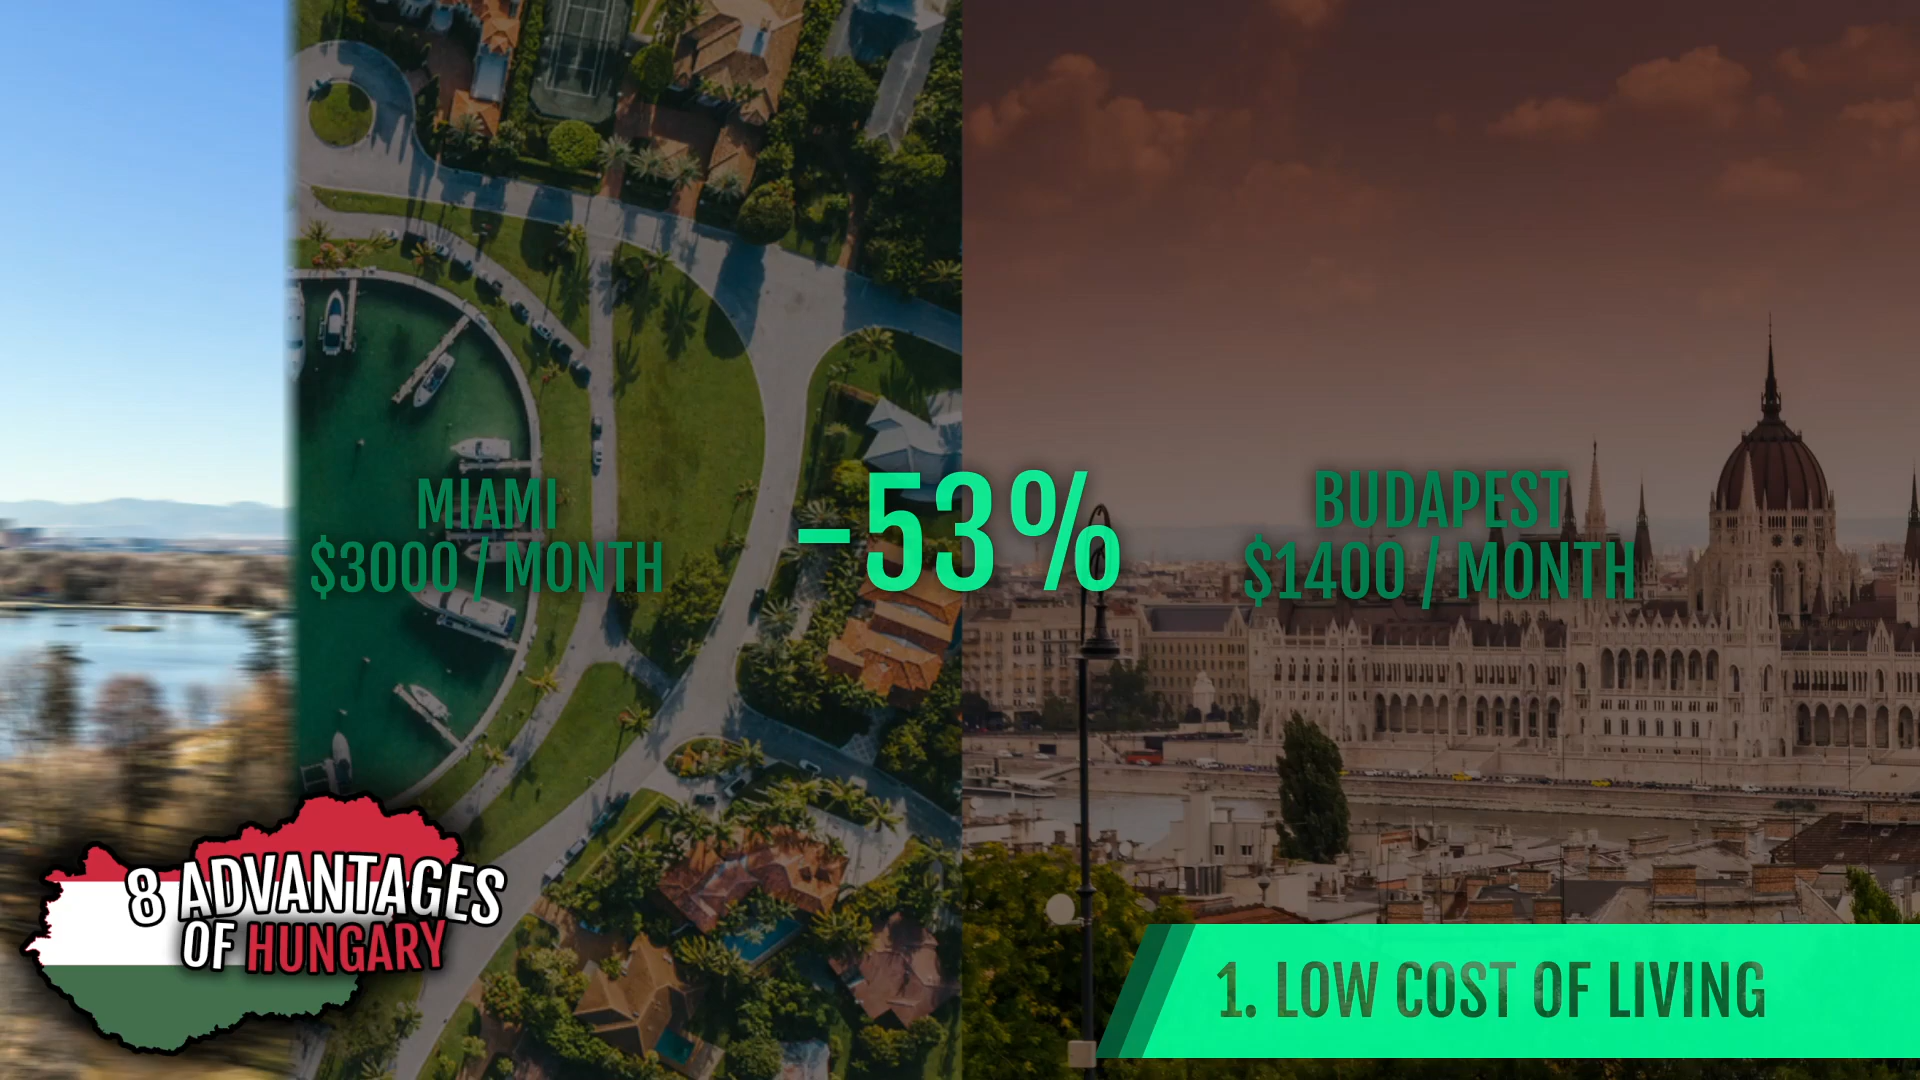 MIAMI
$3000 / MONTH
-53%
BUDAPEST
$1400 / MONTH
8 ADVANTAGES
OF HUNGARY
1. LOW COST OF LIVING